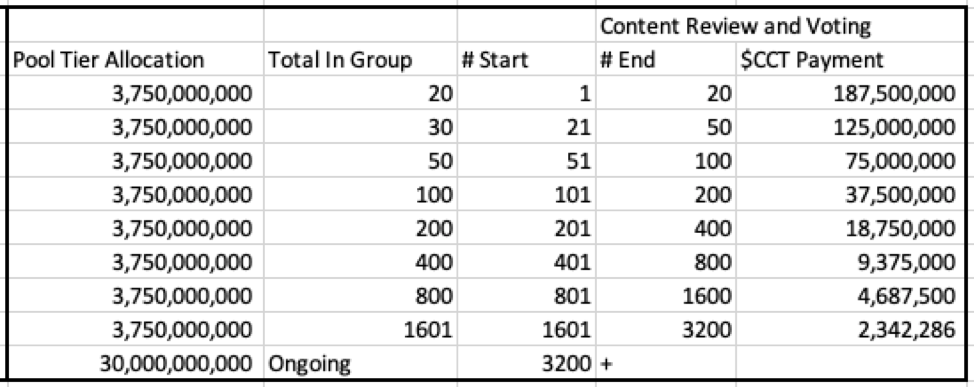 Content Review and Voting
Pool Tier Allocation Total In Group # Start # End $CCT Payment
3,750,000,000 20 1 20 187,500,000
3,750,000,000 30 21 50 125,000,000
3,750,000,000 50 51 100 75,000,000
3,750,000,000 100 101 200 37,500,000
3,750,000,000 200 201 400 18,750,000
3,750,000,000 400 401 800 9,375,000
3,750,000,000 800 801 1600 4,687,500
3,750,000,000 1601 1601 3200 2,342,286
30,000,000,000 Ongoing 3200 +